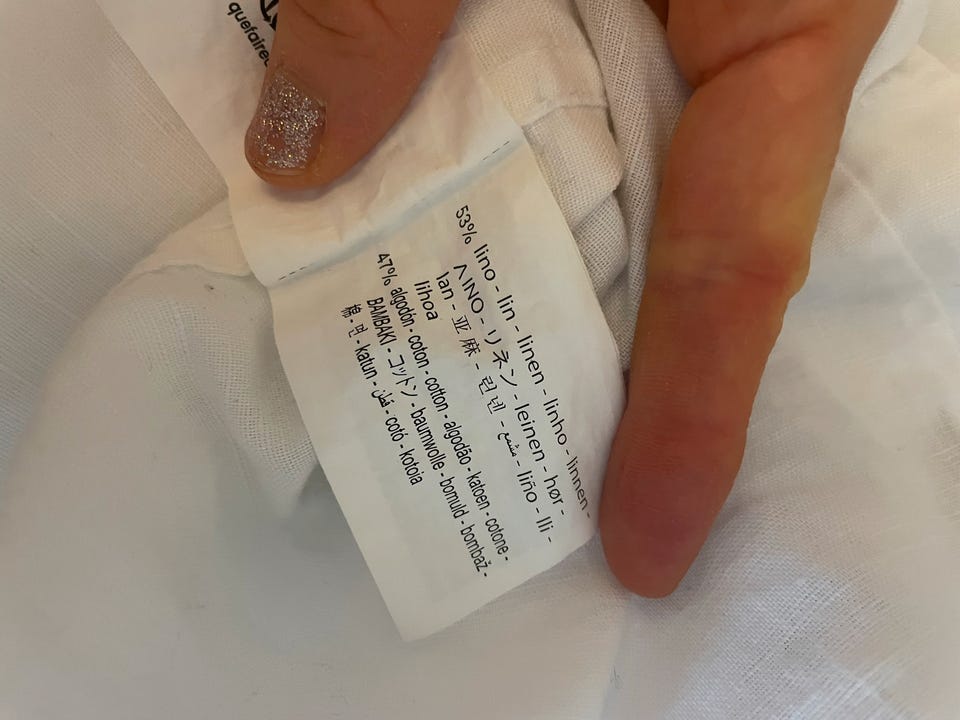 quefaire
53% lino - lin - linen - linho - linnen -
ΛΙΝΟ - リネン - leinen - hør -
lan - 亚麻 - 린넨 - مشمع - liño - lli -
lihoa
47% algodón - coton - cotton - algodão - katoen - cotone -
BAMBAKI - コットン - baumwolle - bomuld - bombaž -
棉 - 면 - katun - قطن - cotó - kotoia